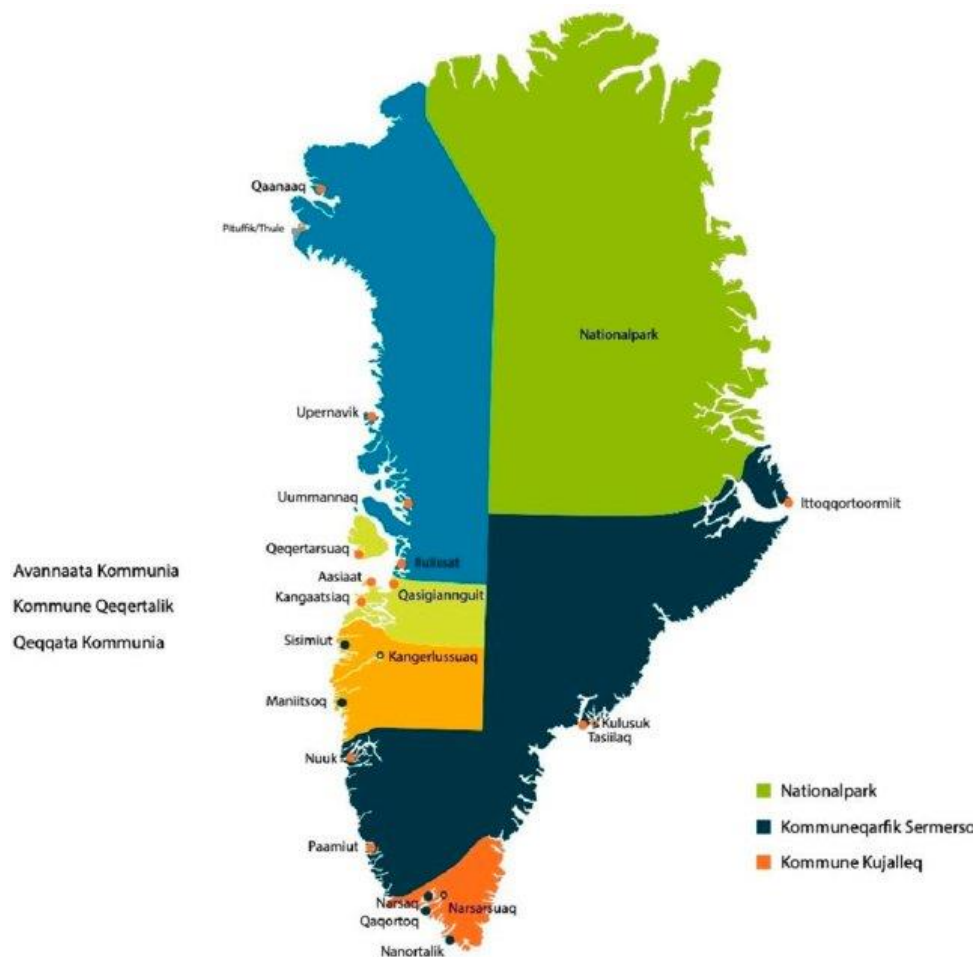 Qaanaaq
Pituffik/Thule
Nationalpark
Upernavik
Uummannaq
Ittoqqortoormiit
Qeqertarsuaq
Ilulissat
Avannaata Kommunia
Aasiaat
Qasigiannguit
Kangaatsiaq
Kommune Qeqertalik
Qeqqata Kommunia
Sisimiut
Kangerlussuaq
Maniitsoq
Kulusuk
Tasiilaq
Nuuk
Nationalpark
Kommuneqarfik Sermerso
Paamiut
Kommune Kujalleq
Narsaq
Narsarsuaq
Qaqortoq
Nanortalik